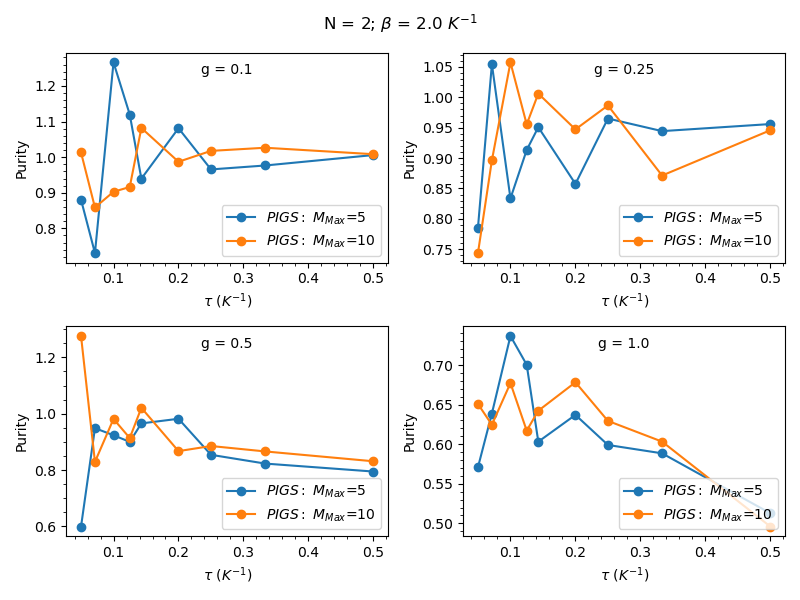 N = 2; β = 2.0 K⁻¹
g = 0.1
Purity
1.2
1.1
1.0
0.9
0.8
PIGS : M_Max=5
PIGS : M_Max=10
0.1 0.2 0.3 0.4 0.5
τ (K⁻¹)
g = 0.25
Purity
1.05
1.00
0.95
0.90
0.85
0.80
0.75
PIGS : M_Max=5
PIGS : M_Max=10
0.1 0.2 0.3 0.4 0.5
τ (K⁻¹)
g = 0.5
Purity
1.2
1.0
0.8
0.6
PIGS : M_Max=5
PIGS : M_Max=10
0.1 0.2 0.3 0.4 0.5
τ (K⁻¹)
g = 1.0
Purity
0.70
0.65
0.60
0.55
0.50
PIGS : M_Max=5
PIGS : M_Max=10
0.1 0.2 0.3 0.4 0.5
τ (K⁻¹)